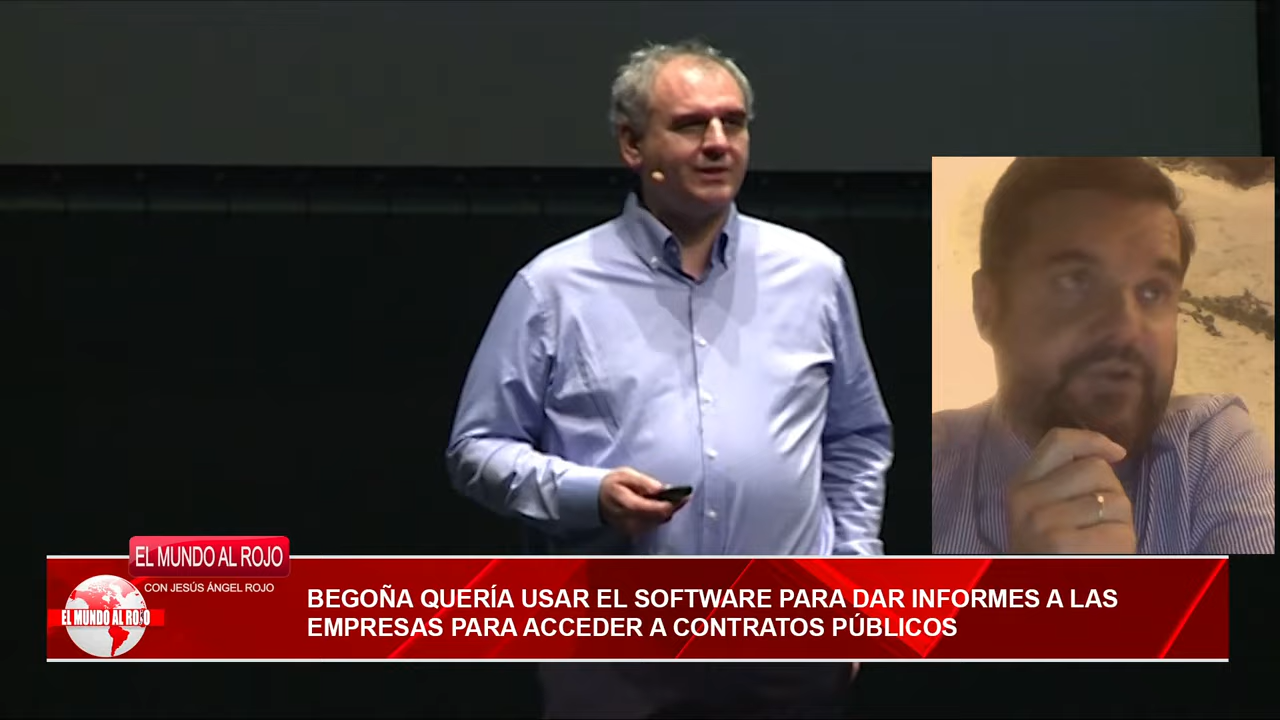 EL MUNDO AL ROJO
CON JESÚS ÁNGEL ROJO
EL MUNDO AL ROJO
BEGOÑA QUERÍA USAR EL SOFTWARE PARA DAR INFORMES A LAS
EMPRESAS PARA ACCEDER A CONTRATOS PÚBLICOS